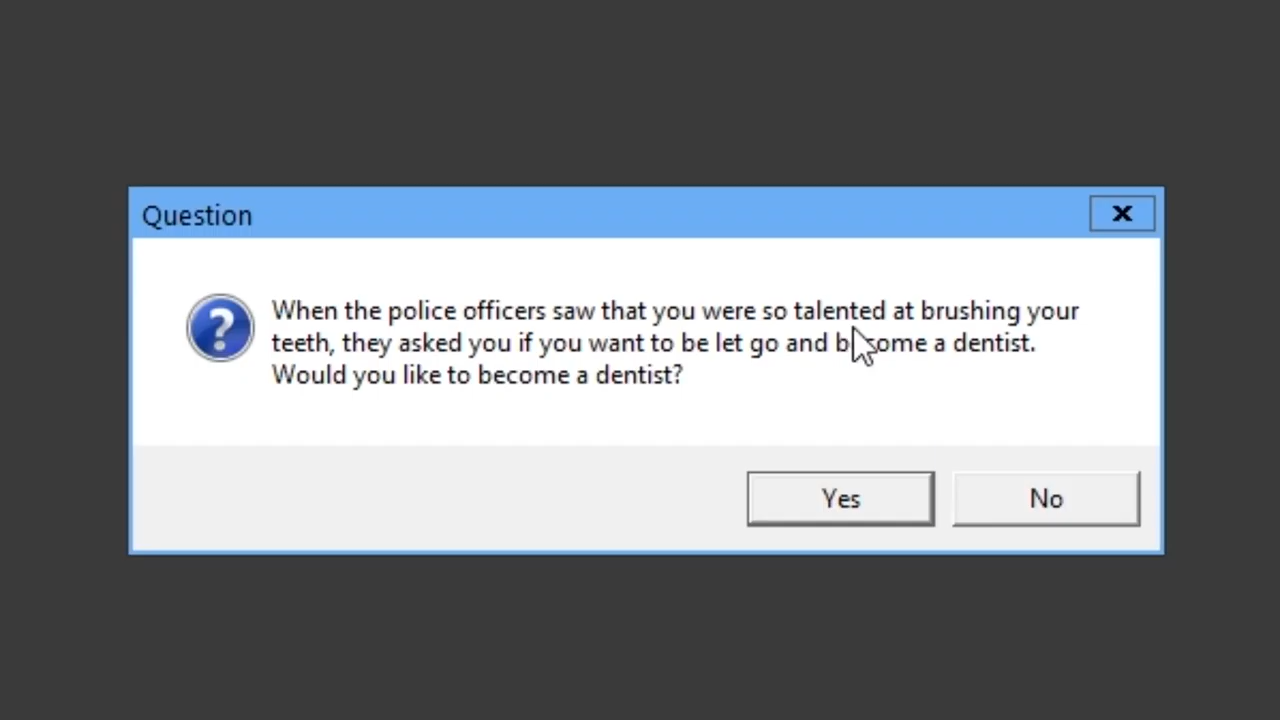 Question
When the police officers saw that you were so talented at brushing your
teeth, they asked you if you want to be let go and become a dentist.
Would you like to become a dentist?
Yes
No